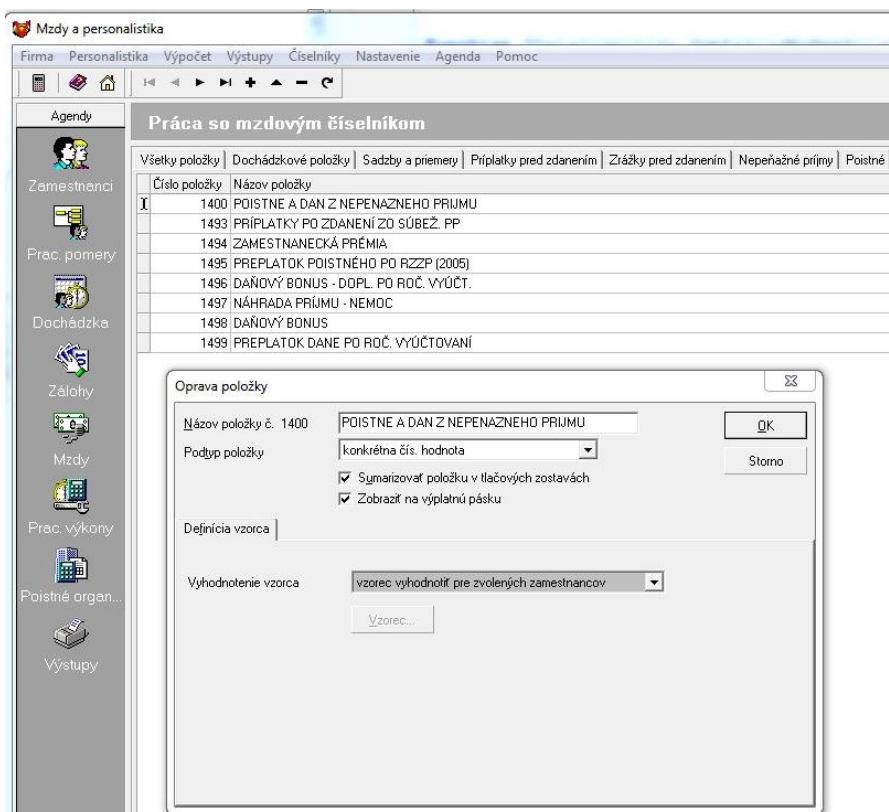 Mzdy a personalistika
Firma Personalistika Výpočet Výstupy Číselníky Nastavenie Agenda Pomoc
Agendy
Práca so mzdovým číselníkom
Všetky položky Dochádzkové položky Sadzby a priemery Príplatky pred zdanením Zrážky pred zdanením Nepeňažné príjmy Poistné
Číslo položky Názov položky
1400 POISTNE A DAN Z NEPENAZNEHO PRIJMU
1493 PRÍPLATKY PO ZDANENÍ ZO SÚBEŽ. PP
1494 ZAMESTNANECKÁ PRÉMIA
1495 PREPLATOK POISTNÉHO PO RZZP (2005)
1496 DAŇOVÝ BONUS - DOPL. PO ROČ. VYÚČT.
1497 NÁHRADA PRÍJMU - NEMOC
1498 DAŇOVÝ BONUS
1499 PREPLATOK DANE PO ROČ. VYÚČTOVANÍ
Zamestnanci
Prac. pomery
Dochádzka
Zálohy
Mzdy
Prac. výkony
Poistné organ...
Výstupy
Oprava položky
Názov položky č. 1400 POISTNE A DAN Z NEPENAZNEHO PRIJMU OK
Podtyp položky konkrétna čís. hodnota Storno
Sumarizovať položku v tlačových zostavách
Zobraziť na výplatnú pásku
Definícia vzorca
Vyhodnotenie vzorca vzorec vyhodnotiť pre zvolených zamestnancov
Vzorec...